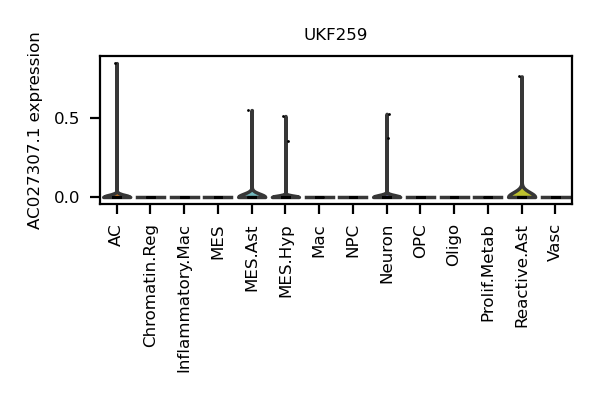 UKF259
AC027307.1 expression
0.5
0.0
AC
Chromatin.Reg
Inflammatory.Mac
MES
MES.Ast
MES.Hyp
Mac
NPC
Neuron
OPC
Oligo
Prolif.Metab
Reactive.Ast
Vasc